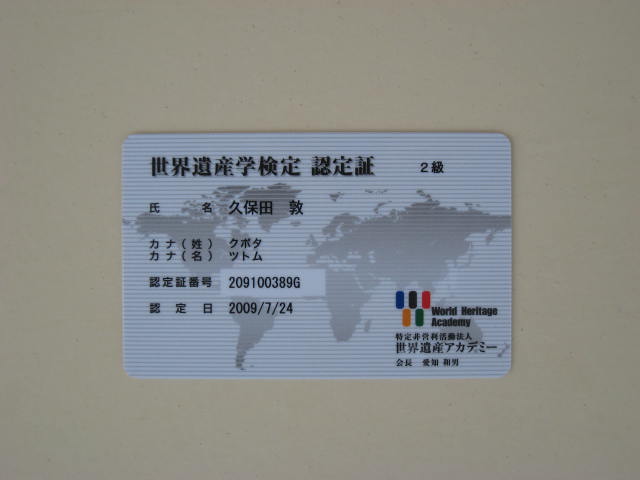 世界遺産学検定 認定証 2級
氏 名 久保田 敦
カナ(姓) クボタ
カナ(名) ツトム
認定証番号 209100389G
認定日 2009/7/24
World Heritage
Academy
特定非営利活動法人
世界遺産アカデミー
会長 愛知 和男